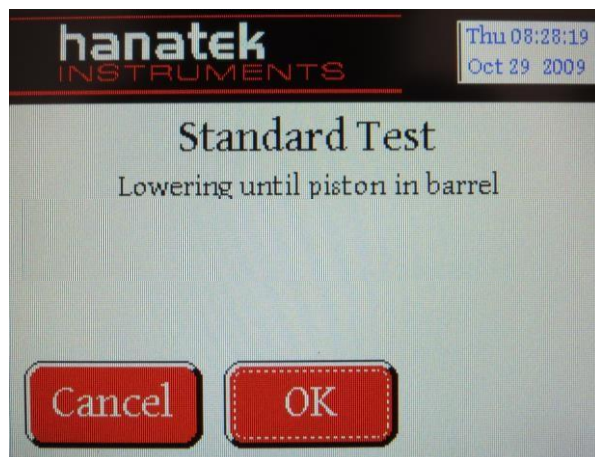 hanatek
INSTRUMENTS
Thu 08:28:19
Oct 29 2009
Standard Test
Lowering until piston in barrel
Cancel
OK